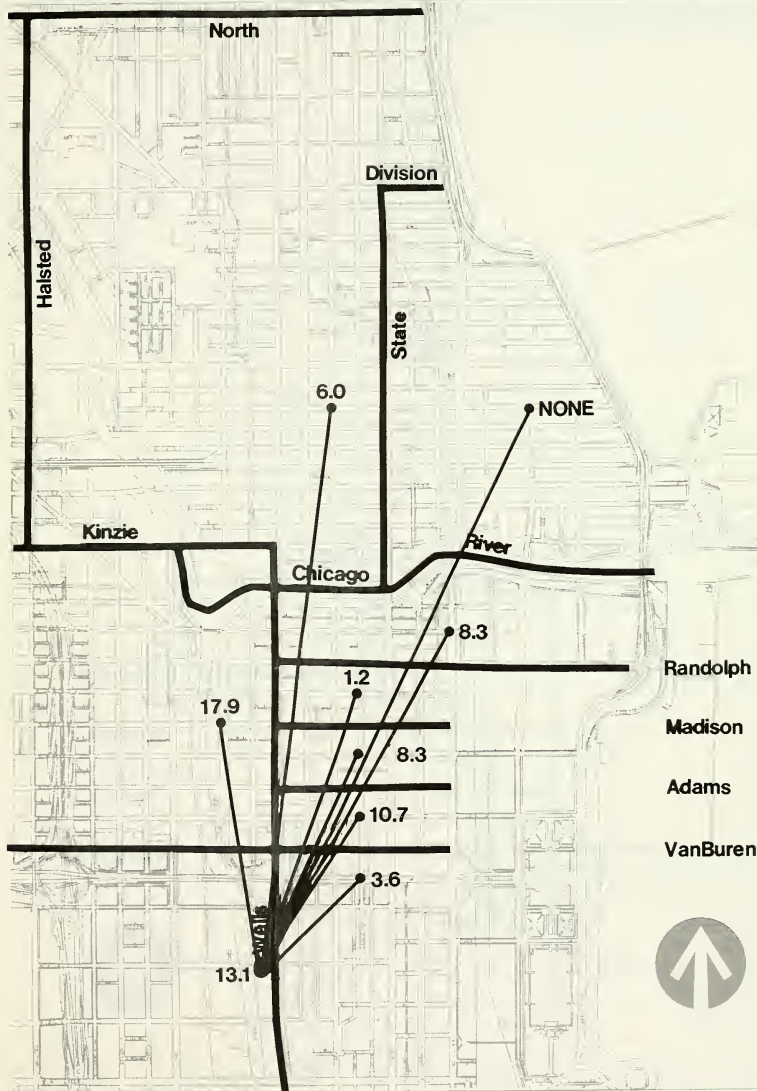 North
Division
Halsted
State
6.0
NONE
Kinzie
River
Chicago
8.3
Randolph
1.2
17.9
Madison
8.3
Adams
10.7
VanBuren
3.6
Wells
13.1